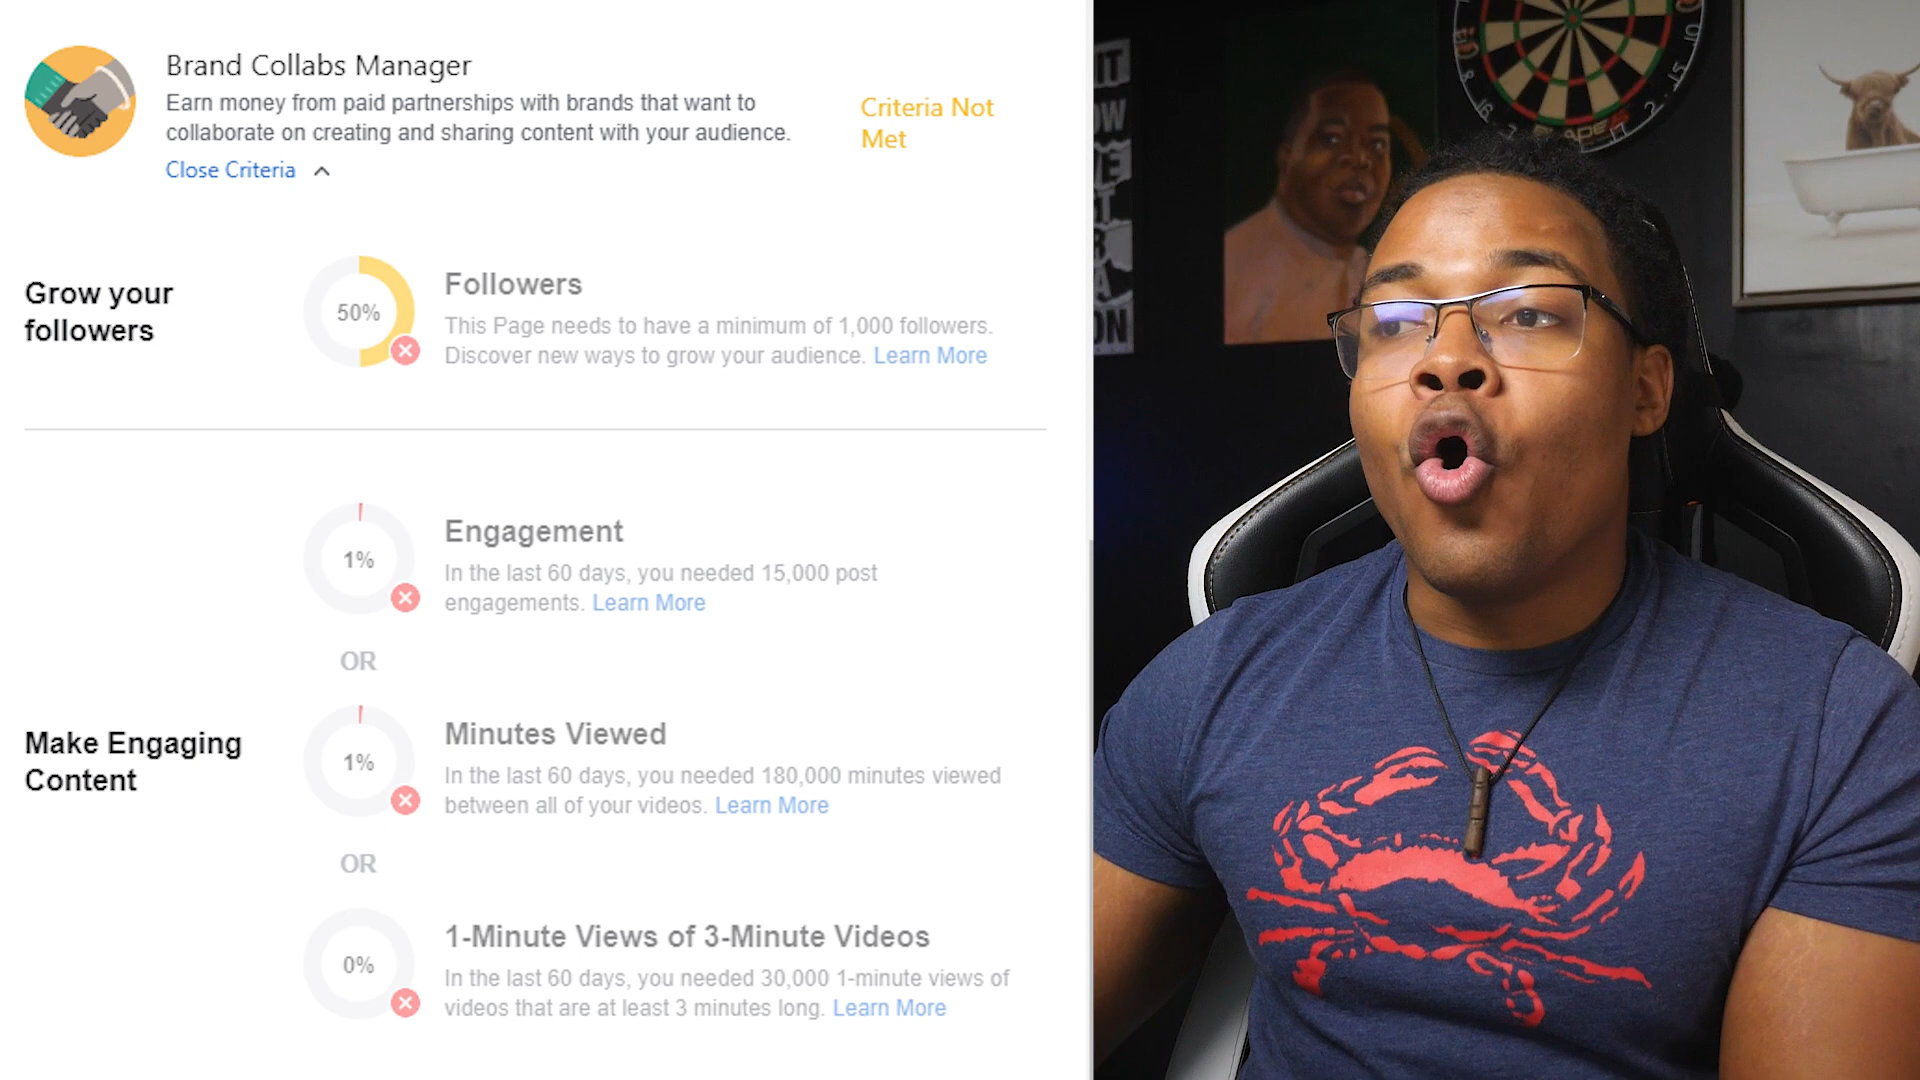 Brand Collabs Manager
Earn money from paid partnerships with brands that want to
collaborate on creating and sharing content with your audience.
Close Criteria
Criteria Not
Met
Grow your
followers
50%
Followers
This Page needs to have a minimum of 1,000 followers.
Discover new ways to grow your audience. Learn More
Make Engaging
Content
1%
Engagement
In the last 60 days, you needed 15,000 post
engagements. Learn More
OR
1%
Minutes Viewed
In the last 60 days, you needed 180,000 minutes viewed
between all of your videos. Learn More
OR
0%
1-Minute Views of 3-Minute Videos
In the last 60 days, you needed 30,000 1-minute views of
videos that are at least 3 minutes long. Learn More
10
15
2
17
16
8